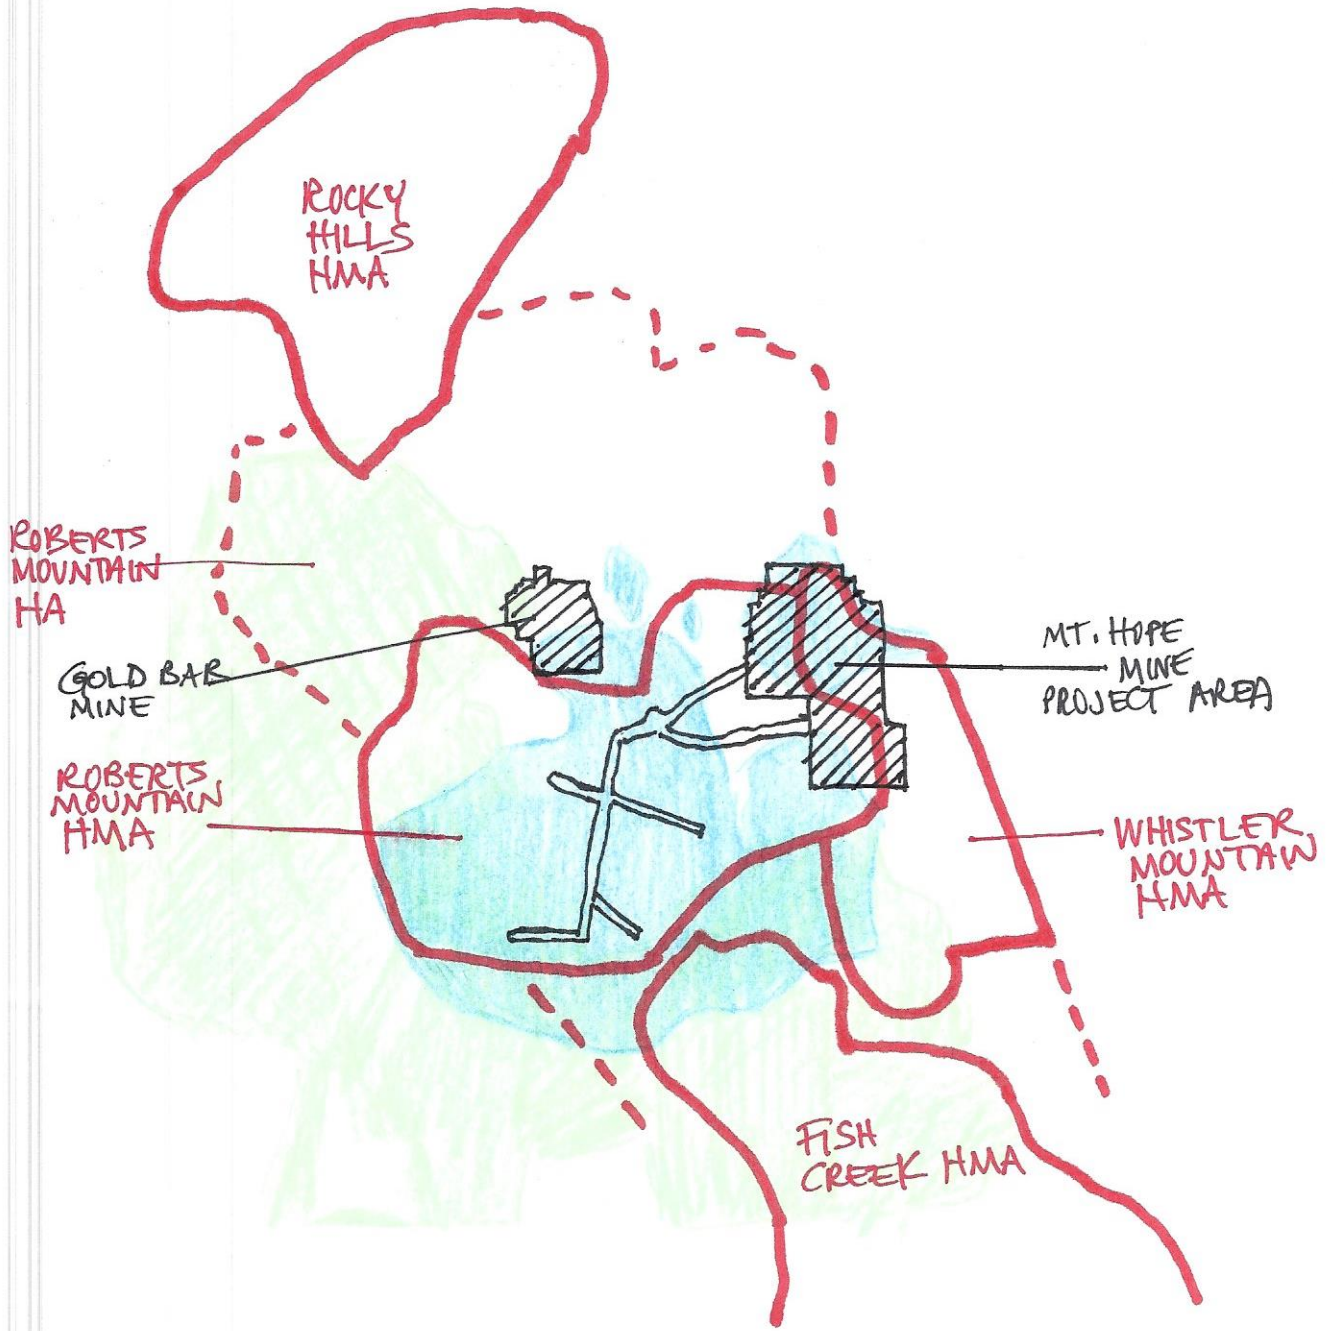 ROCKY
HILLS
HMA
ROBERTS
MOUNTAIN
HA
GOLD BAR
MINE
MT. HOPE
MINE
PROJECT AREA
ROBERTS
MOUNTAIN
HMA
WHISTLER
MOUNTAIN
HMA
FISH
CREEK HMA